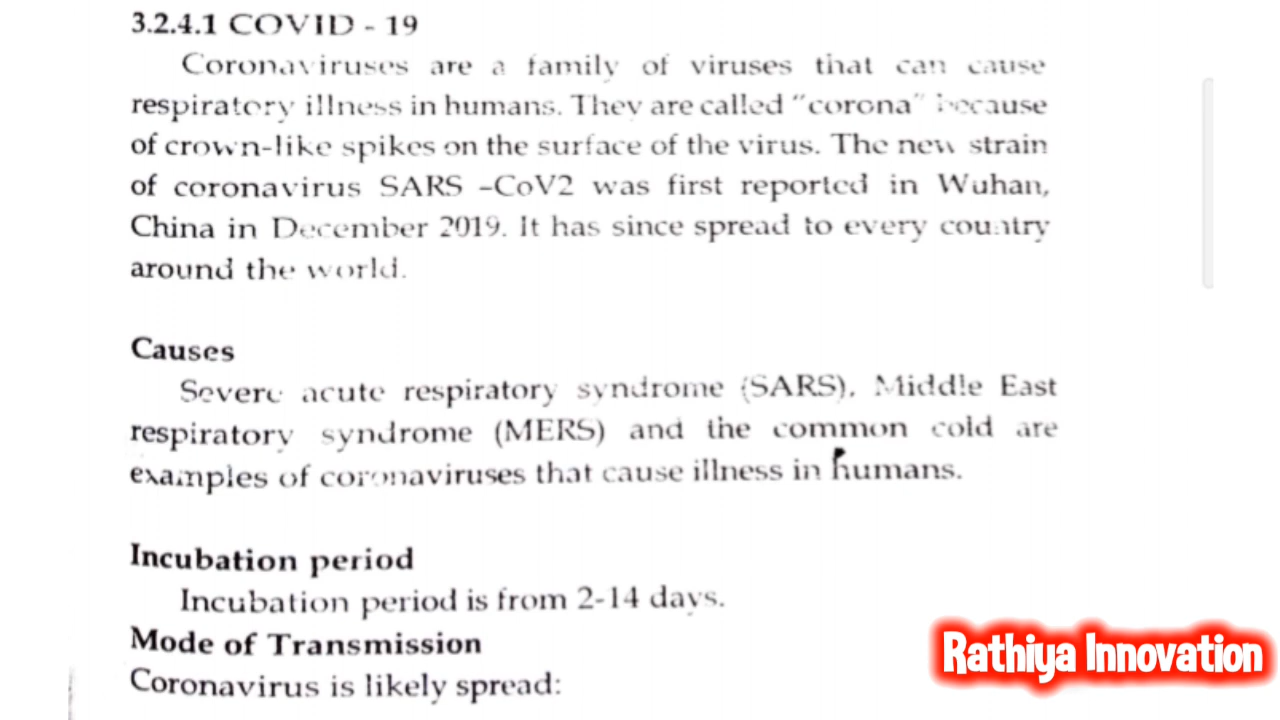 3.2.4.1 COVID - 19
Coronaviruses are a family of viruses that can cause
respiratory illness in humans. They are called "corona" because
of crown-like spikes on the surface of the virus. The new strain
of coronavirus SARS -CoV2 was first reported in Wuhan,
China in December 2019. It has since spread to every country
around the world.
Causes
Severe acute respiratory syndrome (SARS), Middle East
respiratory syndrome (MERS) and the common cold are
examples of coronaviruses that cause illness in humans.
Incubation period
Incubation period is from 2-14 days.
Mode of Transmission
Coronavirus is likely spread:
Rathiya Innovation